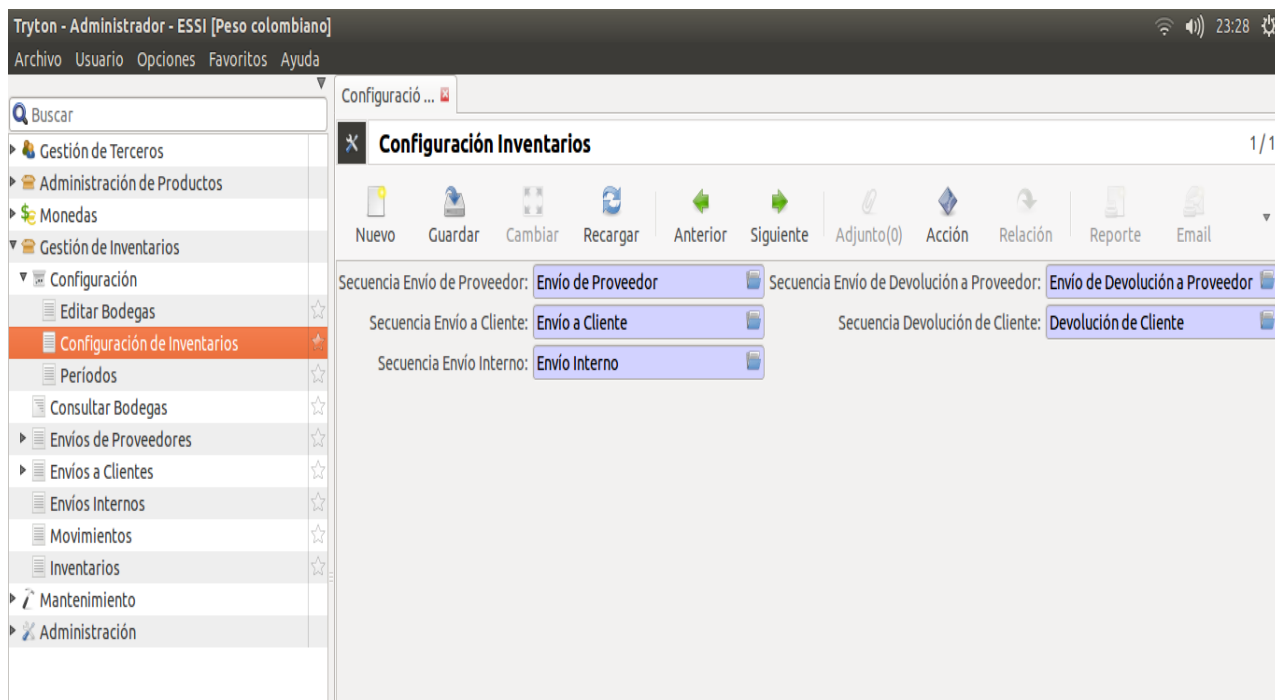 Tryton - Administrador - ESSI [Peso colombiano]
23:28
Archivo Usuario Opciones Favoritos Ayuda
Buscar
Gestión de Terceros
Administración de Productos
Monedas
Gestión de Inventarios
Configuración
Editar Bodegas
Configuración de Inventarios
Períodos
Consultar Bodegas
Envíos de Proveedores
Envíos a Clientes
Envíos Internos
Movimientos
Inventarios
Mantenimiento
Administración
Configuració ...
Configuración Inventarios
1/1
Nuevo Guardar Cambiar Recargar Anterior Siguiente Adjunto(0) Acción Relación Reporte Email
Secuencia Envío de Proveedor: Envío de Proveedor Secuencia Envío de Devolución a Proveedor: Envío de Devolución a Proveedor
Secuencia Envío a Cliente: Envío a Cliente Secuencia Devolución de Cliente: Devolución de Cliente
Secuencia Envío Interno: Envío Interno